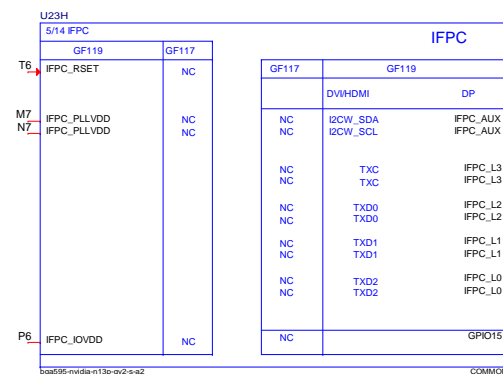 U23H
5/14 IFPC
IFPC
GF119 GF117
T6 IFPC_RSET NC
GF117 GF119
DVI/HDMI DP
M7 IFPC_PLLVDD NC
N7 IFPC_PLLVDD NC
NC I2CW_SDA IFPC_AUX
NC I2CW_SCL IFPC_AUX
NC TXC IFPC_L3
NC TXC IFPC_L3
NC TXD0 IFPC_L2
NC TXD0 IFPC_L2
NC TXD1 IFPC_L1
NC TXD1 IFPC_L1
NC TXD2 IFPC_L0
NC TXD2 IFPC_L0
P6 IFPC_IOVDD NC
NC GPIO15
bga595-nvidia-n13p-gv2-s-a2 COMMO